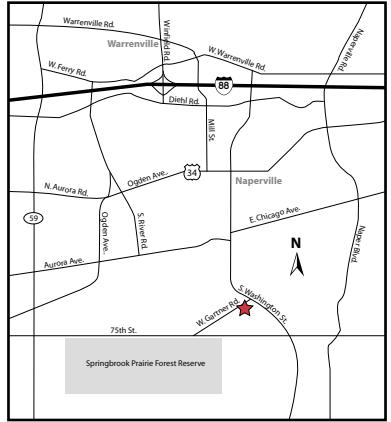 Warrenville Rd.
Winfield Rd.
Naperville Rd.
Warrenville
W. Warrenville Rd.
W. Ferry Rd.
88
Diehl Rd.
Mill St.
34
Ogden Ave.
Naperville
N. Aurora Rd.
59
Ogden Ave.
S. River Rd.
E. Chicago Ave.
Naper Blvd.
N
Aurora Ave.
S. Washington St.
W. Gartner Rd.
75th St.
Springbrook Prairie Forest Reserve